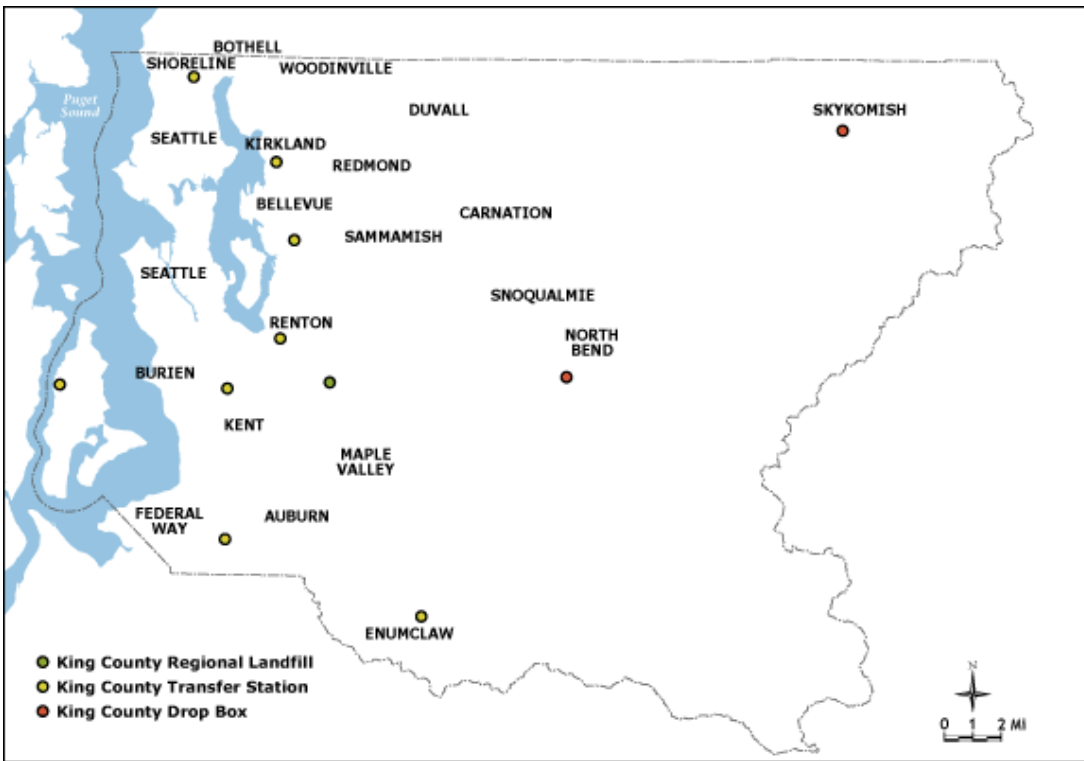 BOTHELL
SHORELINE
WOODINVILLE
Puget
Sound
DUVALL
SKYKOMISH
SEATTLE
KIRKLAND
REDMOND
BELLEVUE
CARNATION
SAMMAMISH
SEATTLE
SNOQUALMIE
RENTON
NORTH
BEND
BURIEN
KENT
MAPLE
VALLEY
FEDERAL
WAY
AUBURN
ENUMCLAW
King County Regional Landfill
King County Transfer Station
King County Drop Box
N
0 1 2 MI